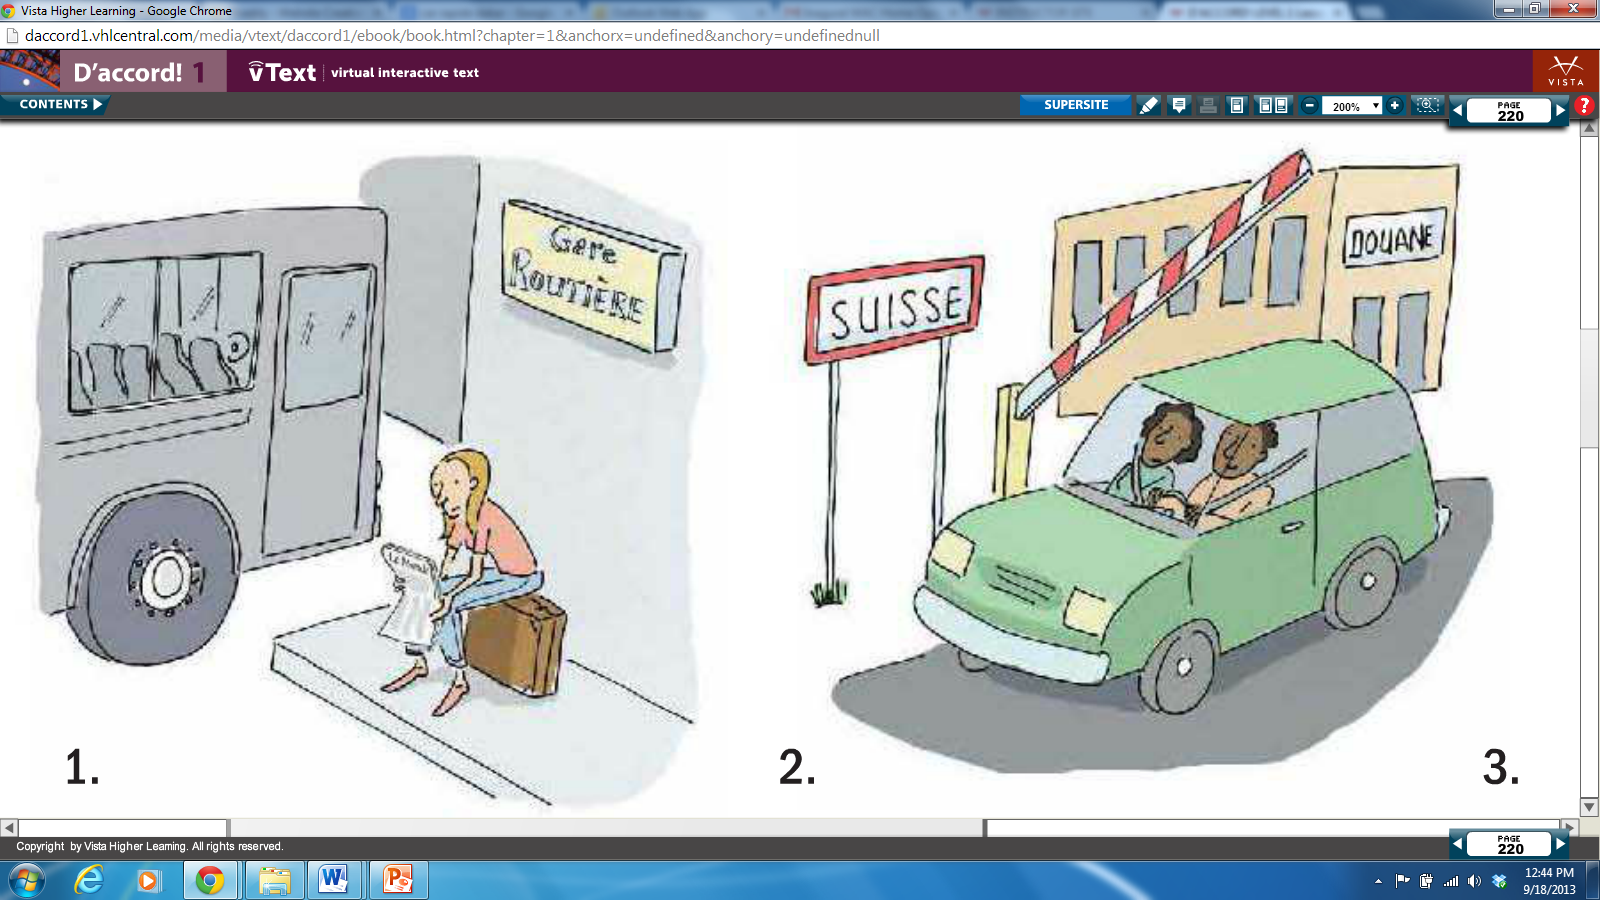 Vista Higher Learning - Google Chrome
daccord1.vhlcentral.com/media/vtext/daccord1/ebook/book.html?chapter=1&anchorx=undefined&anchory=undefinednull
D'accord! 1
vText virtual interactive text
VISTA
CONTENTS
SUPERSITE
200%
PAGE
220
?
Gare
ROUTIÈRE
SUISSE
DOUANE
Le Monde
1.
2.
3.
Copyright by Vista Higher Learning. All rights reserved.
PAGE
220
12:44 PM
9/18/2013